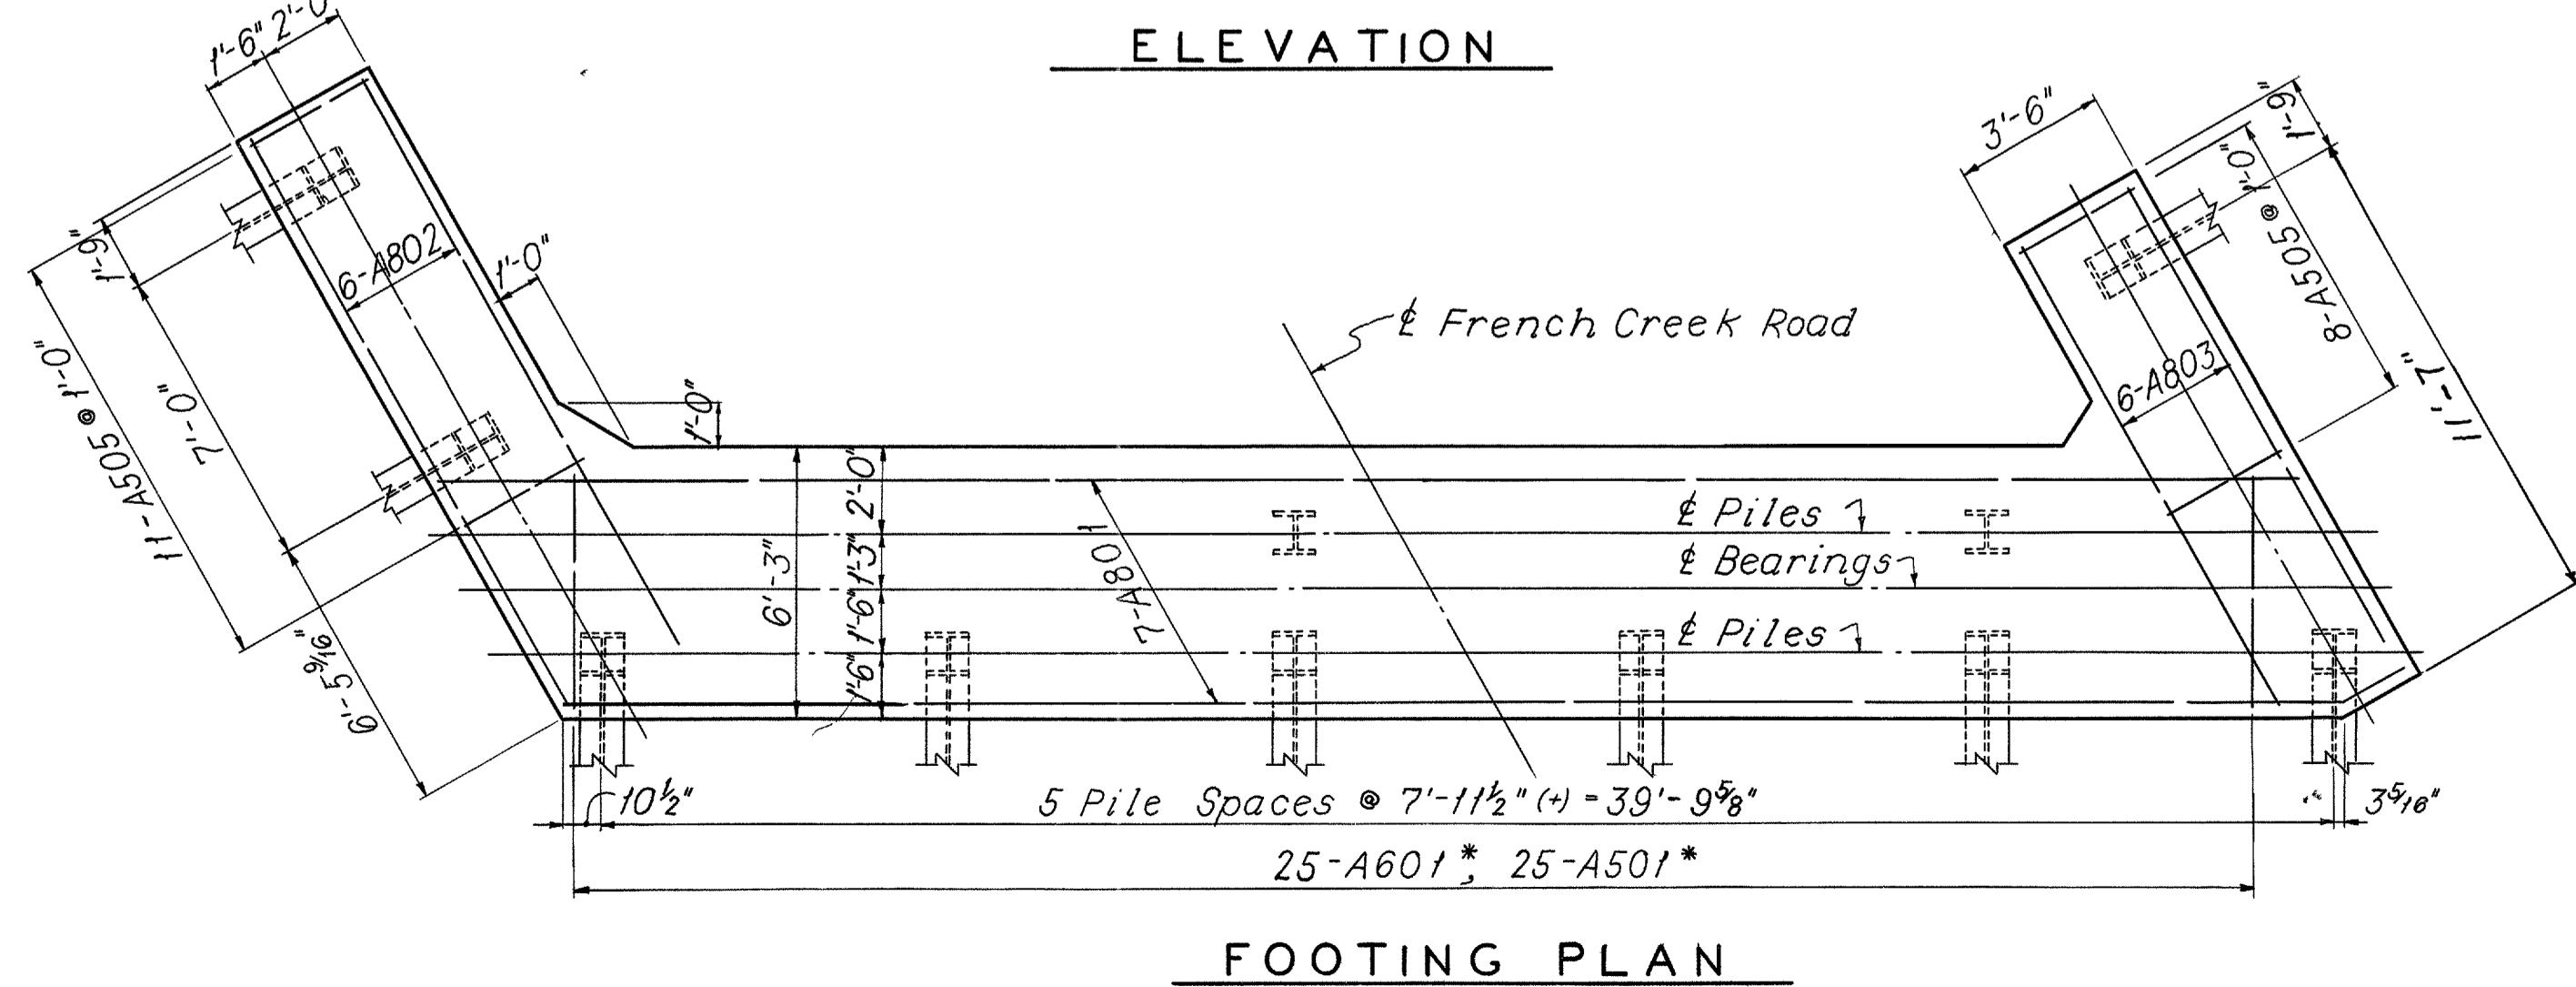 ELEVATION
1'-6" 2'-0
3'-6"
1'-9"
8-A505 @ 1'-0"
11'-7"
6-A803
1'-9"
6-A802
1'-0"
11-A505 @ 1'-0"
7'-0"
6'-5 9/16"
℄ French Creek Road
1'-0"
2'-0"
1'-3"
1'-6"
1'-6"
6'-3"
7-A801
℄ Piles
℄ Bearings
℄ Piles
10½"
5 Pile Spaces @ 7'-11½" (+) = 39'-9⅝"
3 5/16"
25-A601*, 25-A501*
FOOTING PLAN